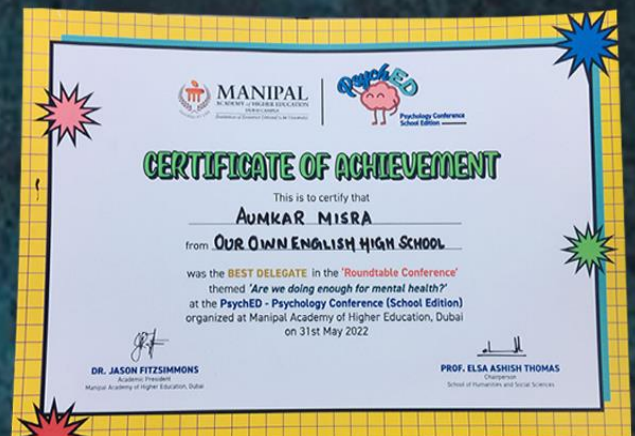 MANIPAL
ACADEMY of HIGHER EDUCATION
DUBAI CAMPUS
PsychED
Psychology Conference
School Edition
CERTIFICATE OF ACHIEVEMENT
This is to certify that
AUMKAR MISRA
from OUR OWN ENGLISH HIGH SCHOOL
was the BEST DELEGATE in the 'Roundtable Conference'
themed 'Are we doing enough for mental health?'
at the PsychED - Psychology Conference (School Edition)
organized at Manipal Academy of Higher Education, Dubai
on 31st May 2022
DR. JASON FITZSIMMONS
Academic President
Manipal Academy of Higher Education, Dubai
PROF. ELSA ASHISH THOMAS
Chairperson
School of Humanities and Social Sciences